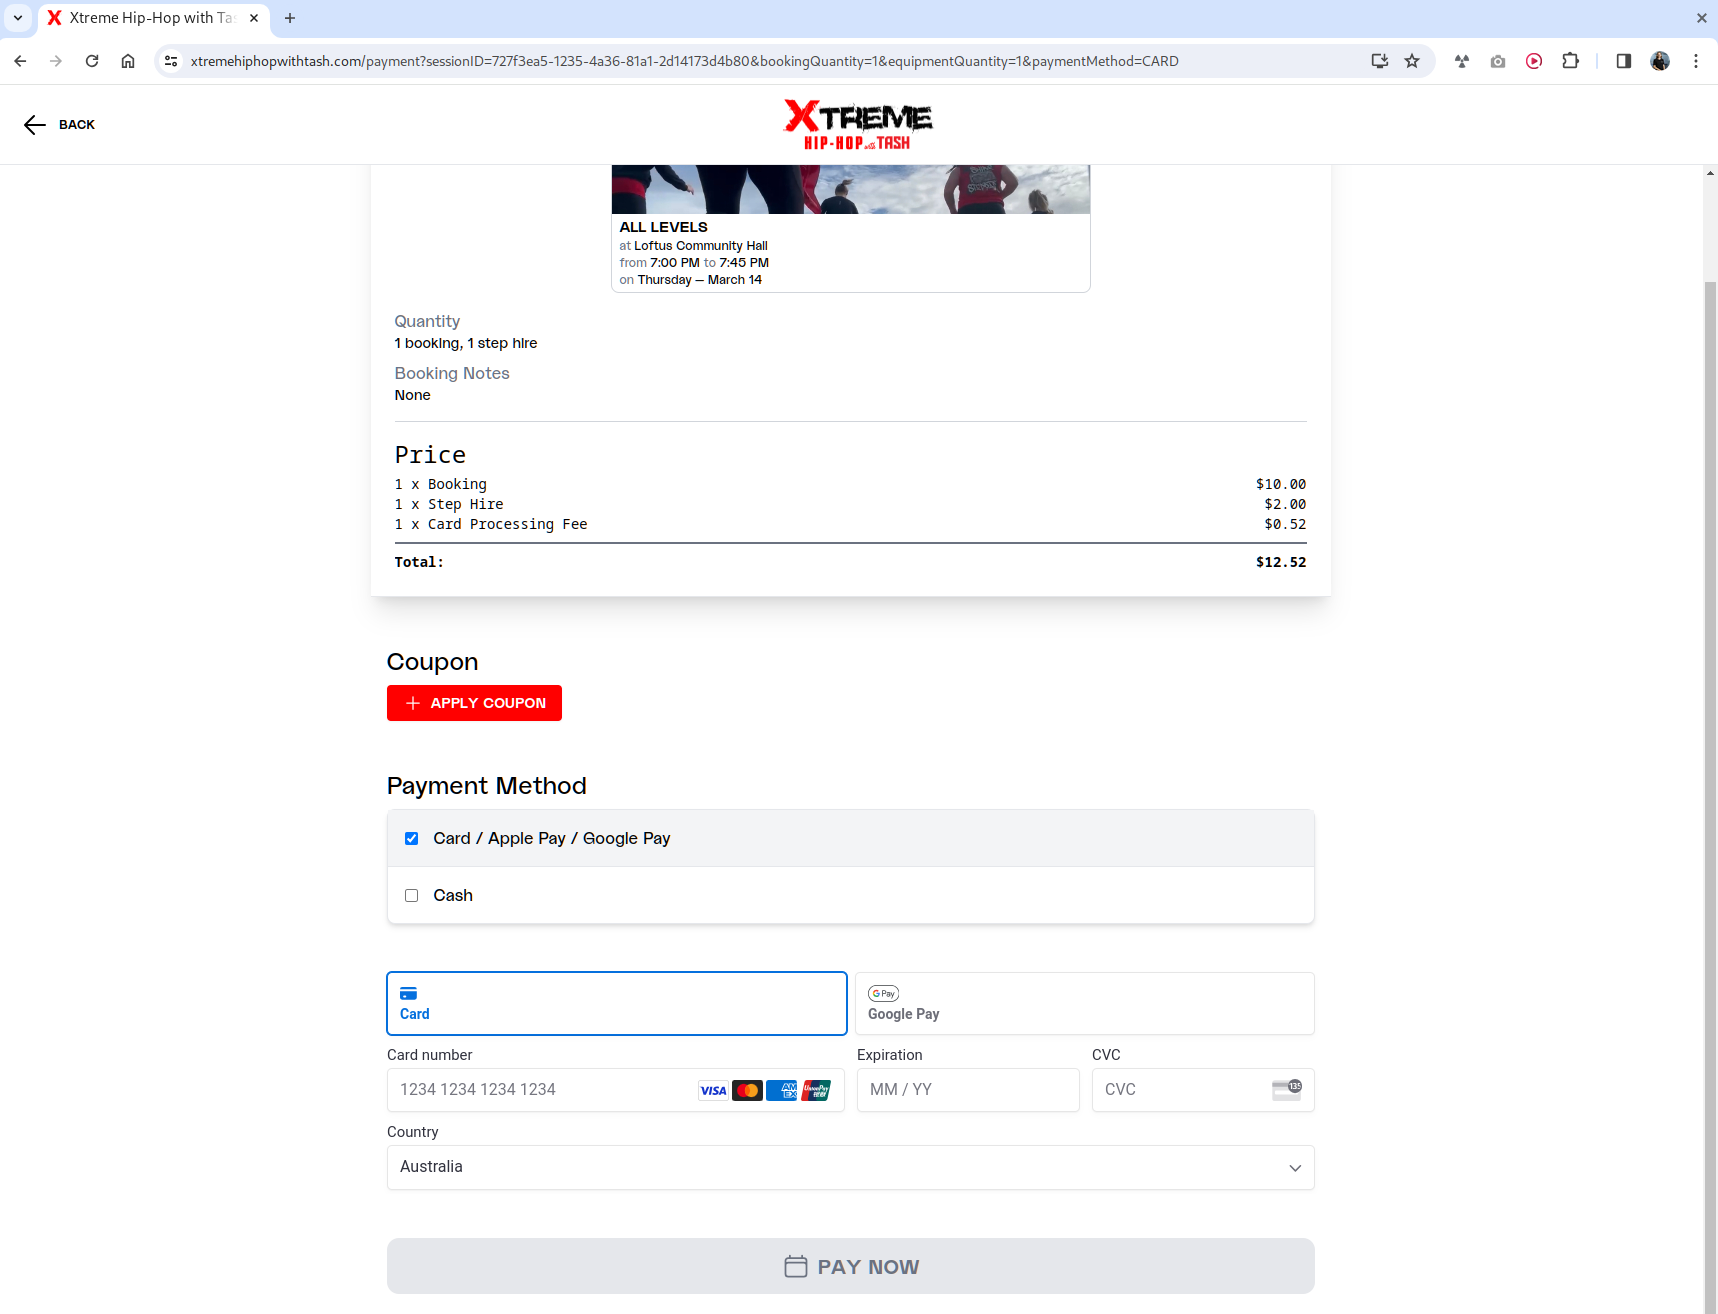 Xtreme Hip-Hop with Ta
xtremehiphopwithtash.com/payment?sessionID=727f3ea5-1235-4a36-81a1-2d14173d4b80&bookingQuantity=1&equipmentQuantity=1&paymentMethod=CARD
BACK
XTREME
HIP-HOP with TASH
ALL LEVELS
at Loftus Community Hall
from 7:00 PM to 7:45 PM
on Thursday – March 14
Quantity
1 booking, 1 step hire
Booking Notes
None
Price
1 x Booking $10.00
1 x Step Hire $2.00
1 x Card Processing Fee $0.52
Total: $12.52
Coupon
APPLY COUPON
Payment Method
Card / Apple Pay / Google Pay
Cash
Card
G Pay
Google Pay
Card number
Expiration
CVC
1234 1234 1234 1234
VISA
AM EX
UnionPay
MM / YY
CVC
135
Country
Australia
PAY NOW